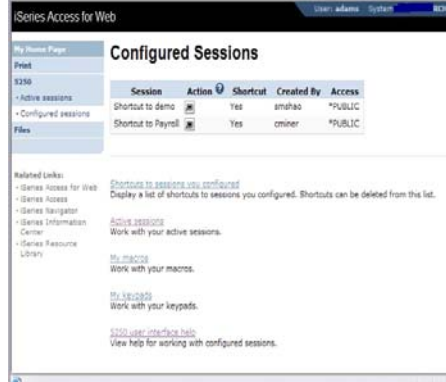 iSeries Access for Web
User: adams System
My Home Page
Print
5250
- Active sessions
- Configured sessions
Files
Related Links:
- iSeries Access for Web
- iSeries Access
- iSeries Navigator
- iSeries Information Center
- iSeries Resource Library
Configured Sessions
Session Action Shortcut Created By Access
Shortcut to demo Yes amshao *PUBLIC
Shortcut to Payroll Yes cminer *PUBLIC
Shortcuts to sessions you configured
Display a list of shortcuts to sessions you configured. Shortcuts can be deleted from this list.
Active sessions
Work with your active sessions.
My macros
Work with your macros.
My keypads
Work with your keypads.
5250 user interface help
View help for working with configured sessions.